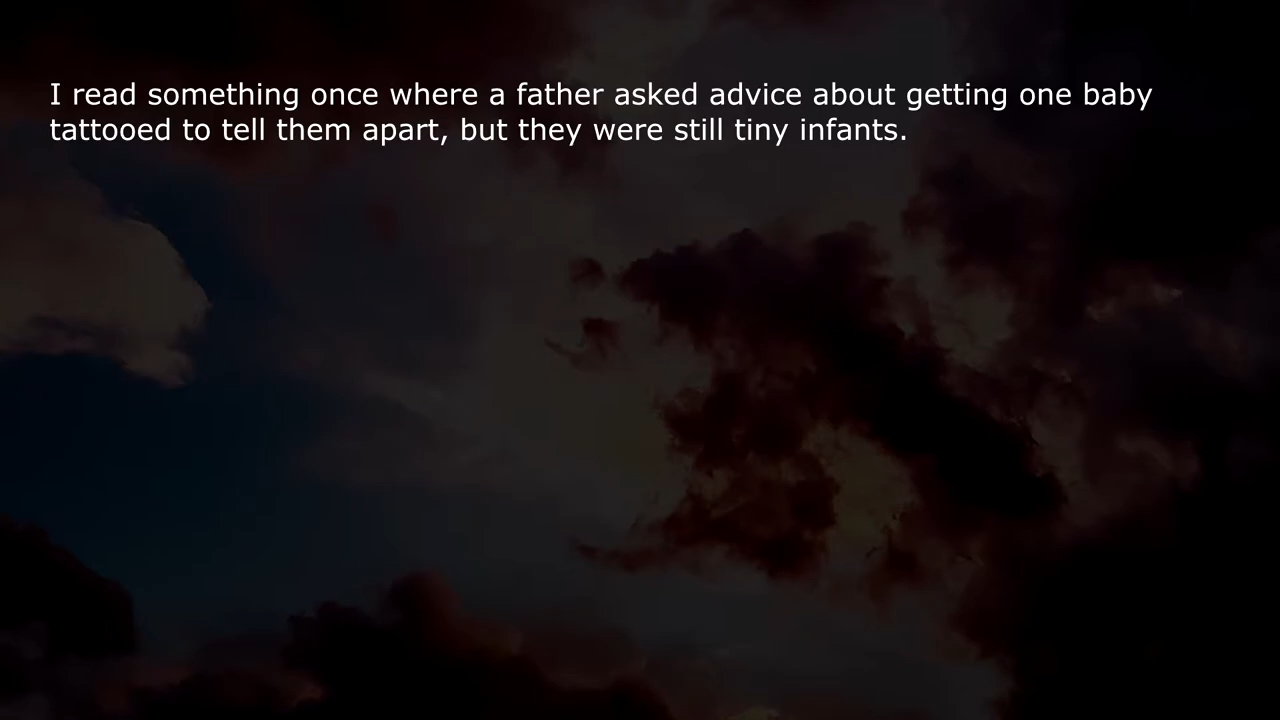 I read something once where a father asked advice about getting one baby
tattooed to tell them apart, but they were still tiny infants.